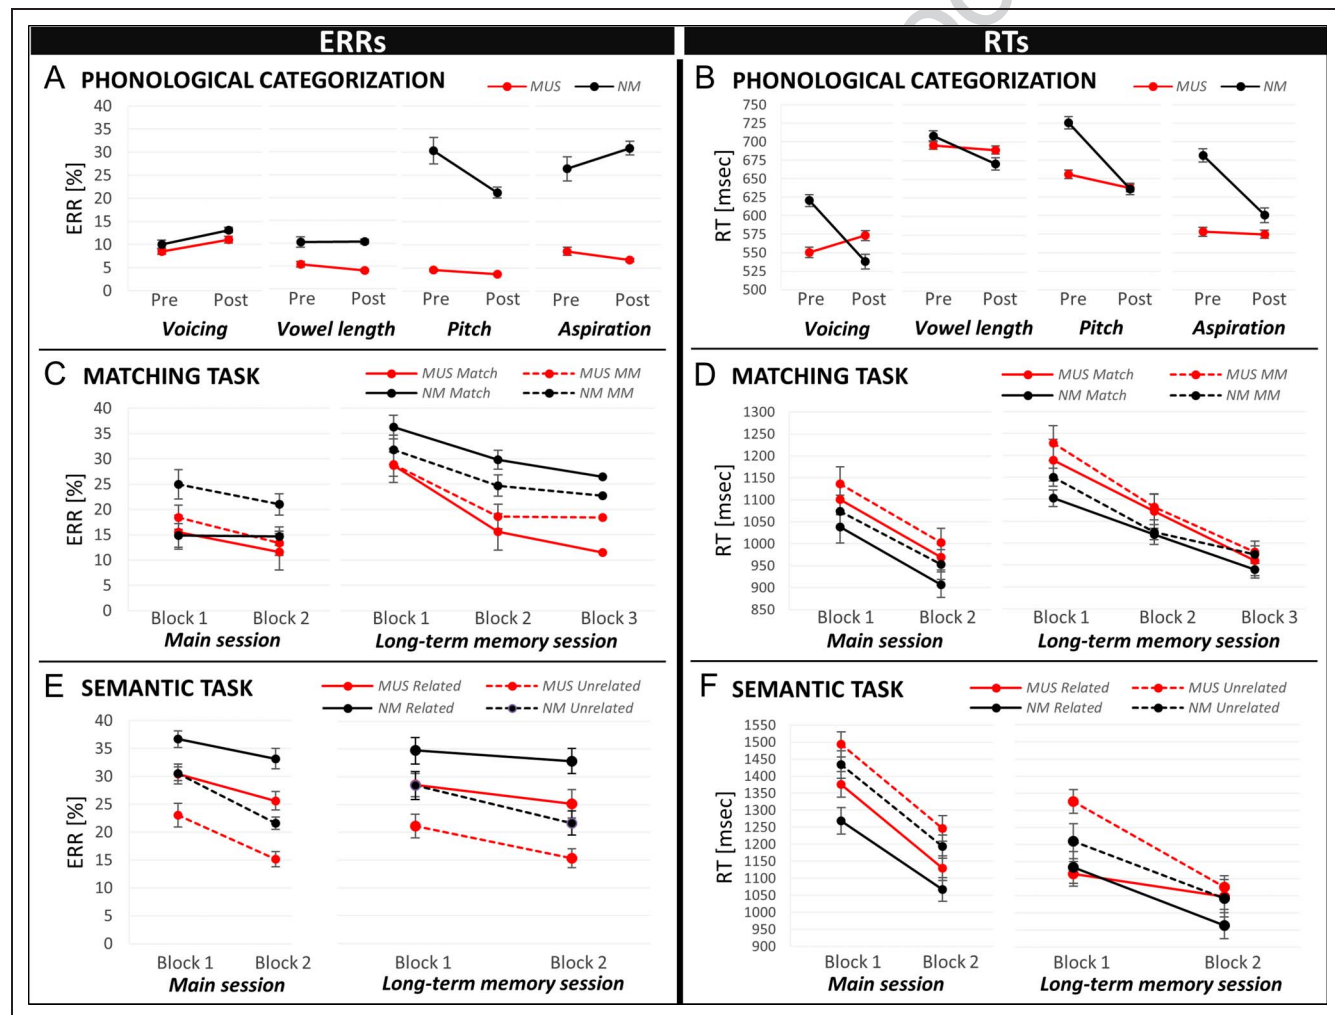 ERRs
RTs
A PHONOLOGICAL CATEGORIZATION
MUS NM
ERR [%]
40
35
30
25
20
15
10
5
0
Pre Post Pre Post Pre Post Pre Post
Voicing Vowel length Pitch Aspiration
B PHONOLOGICAL CATEGORIZATION
MUS NM
RT [msec]
750
725
700
675
650
625
600
575
550
525
500
Pre Post Pre Post Pre Post Pre Post
Voicing Vowel length Pitch Aspiration
C MATCHING TASK
MUS Match MUS MM
NM Match NM MM
ERR [%]
40
35
30
25
20
15
10
5
0
Block 1 Block 2 Block 1 Block 2 Block 3
Main session Long-term memory session
D MATCHING TASK
MUS Match MUS MM
NM Match NM MM
RT [msec]
1300
1250
1200
1150
1100
1050
1000
950
900
850
Block 1 Block 2 Block 1 Block 2 Block 3
Main session Long-term memory session
E SEMANTIC TASK
MUS Related MUS Unrelated
NM Related NM Unrelated
ERR [%]
40
35
30
25
20
15
10
5
0
Block 1 Block 2 Block 1 Block 2
Main session Long-term memory session
F SEMANTIC TASK
MUS Related MUS Unrelated
NM Related NM Unrelated
RT [msec]
1550
1500
1450
1400
1350
1300
1250
1200
1150
1100
1050
1000
950
900
Block 1 Block 2 Block 1 Block 2
Main session Long-term memory session